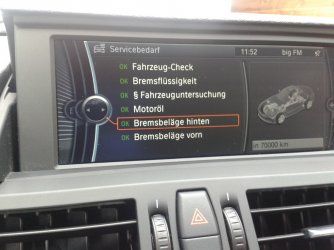 Servicebedarf 11:52 big FM
OK Fahrzeug-Check
OK Bremsflüssigkeit
OK § Fahrzeuguntersuchung
OK Motoröl
OK Bremsbeläge hinten
OK Bremsbeläge vorn
in 70000 km